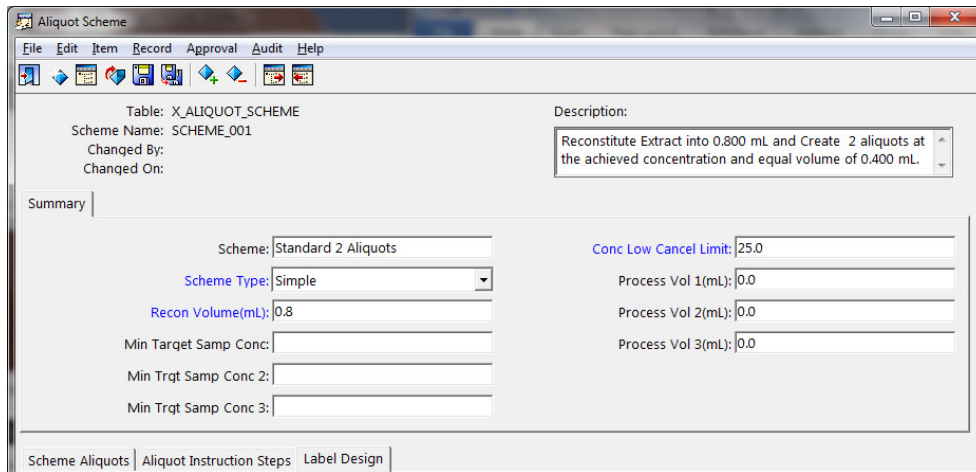 Aliquot Scheme
File Edit Item Record Approval Audit Help
Table: X_ALIQUOT_SCHEME
Scheme Name: SCHEME_001
Changed By:
Changed On:
Description:
Reconstitute Extract into 0.800 mL and Create 2 aliquots at
the achieved concentration and equal volume of 0.400 mL.
Summary
Scheme: Standard 2 Aliquots
Scheme Type: Simple
Recon Volume(mL): 0.8
Min Target Samp Conc:
Min Trgt Samp Conc 2:
Min Trgt Samp Conc 3:
Conc Low Cancel Limit: 25.0
Process Vol 1(mL): 0.0
Process Vol 2(mL): 0.0
Process Vol 3(mL): 0.0
Scheme Aliquots Aliquot Instruction Steps Label Design